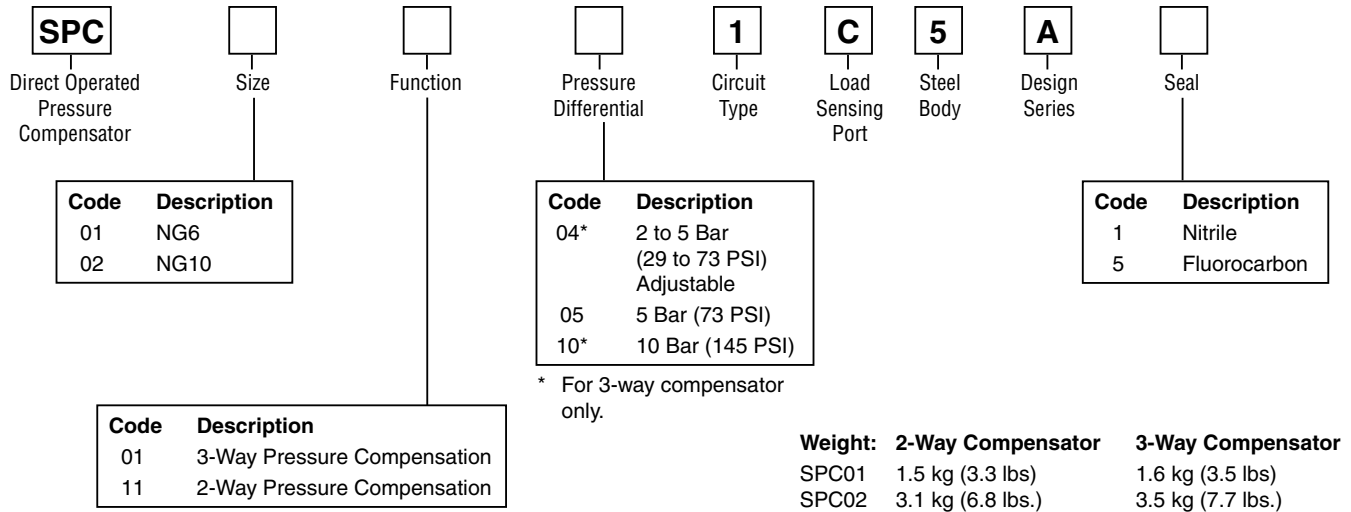 SPC 1 C 5 A
Direct Operated Pressure Compensator
Size
Function
Pressure Differential
Circuit Type
Load Sensing Port
Steel Body
Design Series
Seal
Code Description
01 NG6
02 NG10
Code Description
04* 2 to 5 Bar
(29 to 73 PSI)
Adjustable
05 5 Bar (73 PSI)
10* 10 Bar (145 PSI)
* For 3-way compensator
only.
Code Description
1 Nitrile
5 Fluorocarbon
Code Description
01 3-Way Pressure Compensation
11 2-Way Pressure Compensation
Weight: 2-Way Compensator 3-Way Compensator
SPC01 1.5 kg (3.3 lbs) 1.6 kg (3.5 lbs)
SPC02 3.1 kg (6.8 lbs.) 3.5 kg (7.7 lbs.)